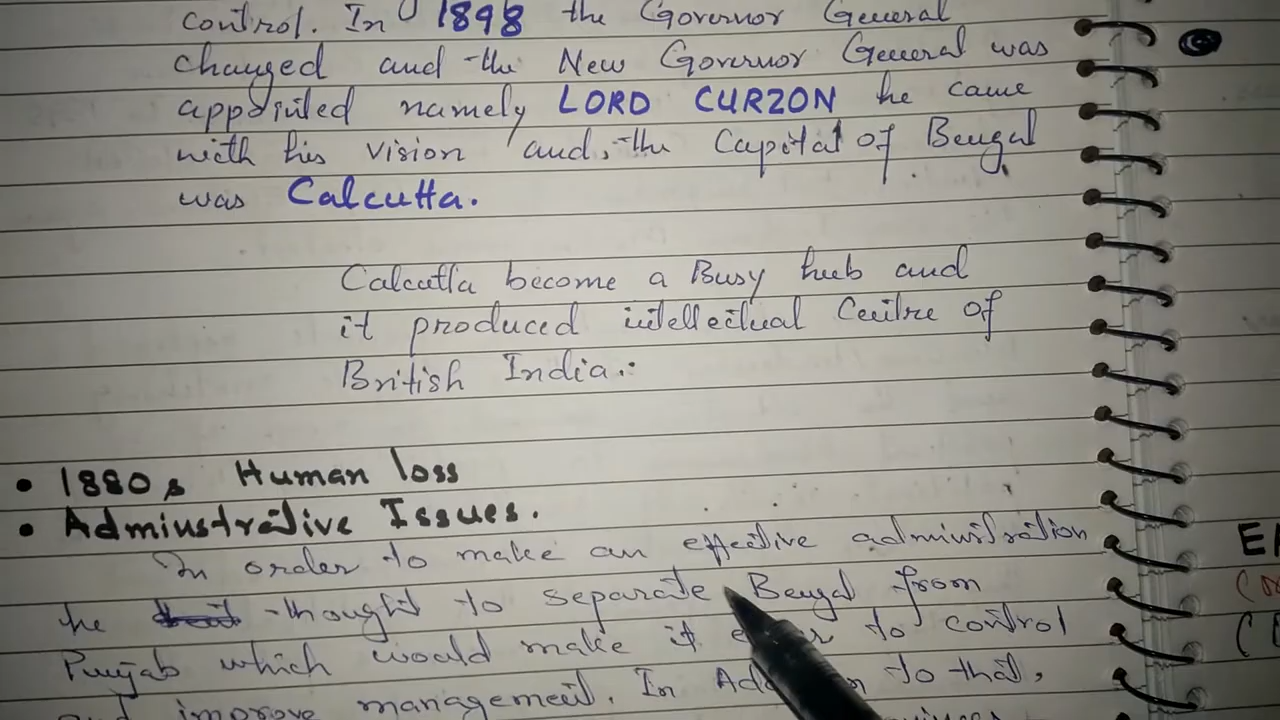 control. In 1898 the Governor General
changed and the New Governor General was
appointed namely LORD CURZON he came
with his vision and, the Capital of Bengal
was Calcutta.
Calcutta become a Busy hub and
it produced intellectual Centre of
British India.:
• 1880s Human loss
• Adminstrative Issues.
In order to make an effective administration
he thought to separate Bengal from
Punjab which would make it to control
and improve management. In to that,